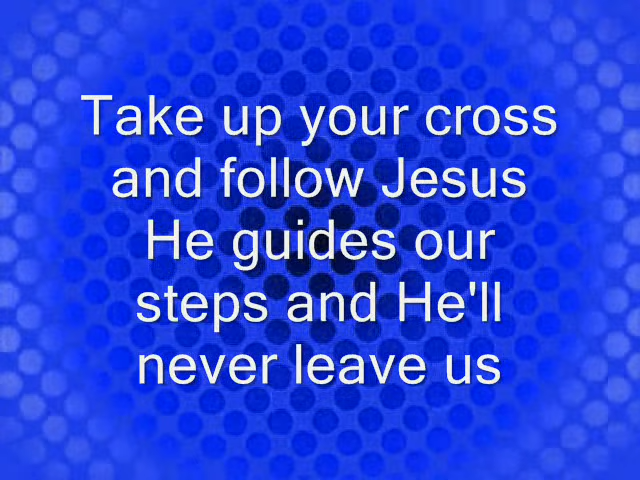 Take up your cross
and follow Jesus
He guides our
steps and He'll
never leave us